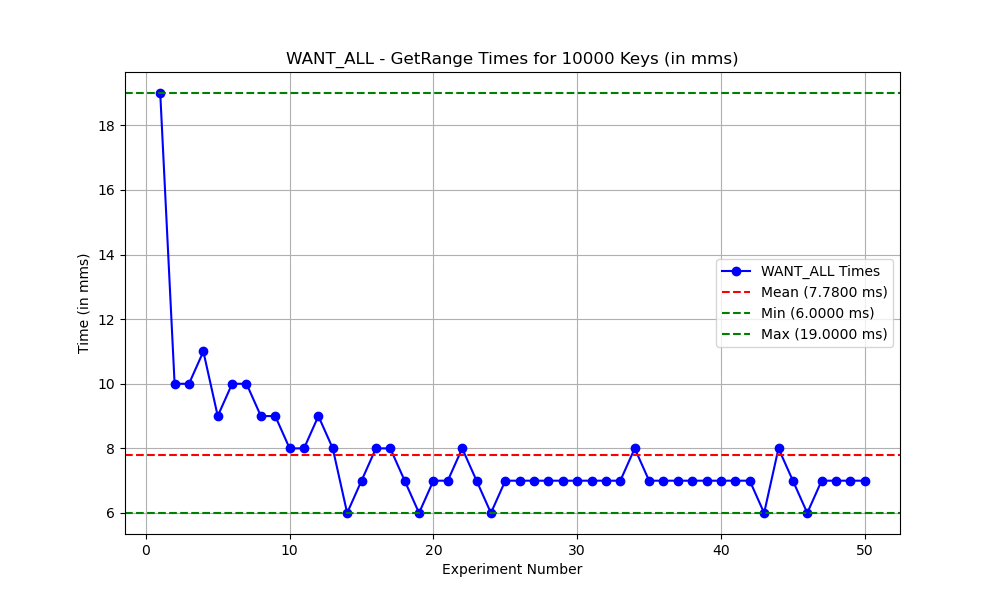 WANT_ALL - GetRange Times for 10000 Keys (in mms)
Time (in mms)
18
16
14
12
10
8
6
WANT_ALL Times
Mean (7.7800 ms)
Min (6.0000 ms)
Max (19.0000 ms)
0 10 20 30 40 50
Experiment Number